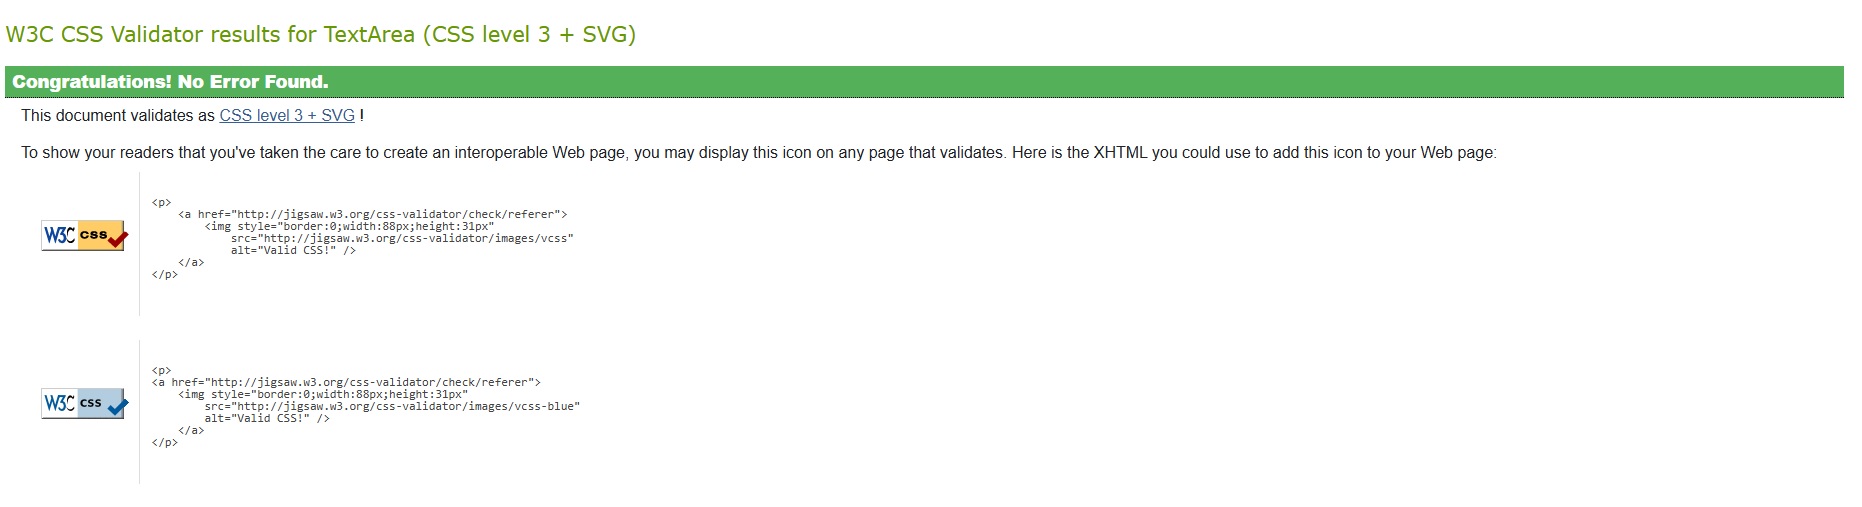 W3C CSS Validator results for TextArea (CSS level 3 + SVG)
Congratulations! No Error Found.
This document validates as CSS level 3 + SVG !
To show your readers that you've taken the care to create an interoperable Web page, you may display this icon on any page that validates. Here is the XHTML you could use to add this icon to your Web page:
W3C css
<p>
    <a href="http://jigsaw.w3.org/css-validator/check/referer">
        <img style="border:0;width:88px;height:31px"
            src="http://jigsaw.w3.org/css-validator/images/vcss"
            alt="Valid CSS!" />
    </a>
</p>
W3C css
<p>
<a href="http://jigsaw.w3.org/css-validator/check/referer">
    <img style="border:0;width:88px;height:31px"
        src="http://jigsaw.w3.org/css-validator/images/vcss-blue"
        alt="Valid CSS!" />
    </a>
</p>